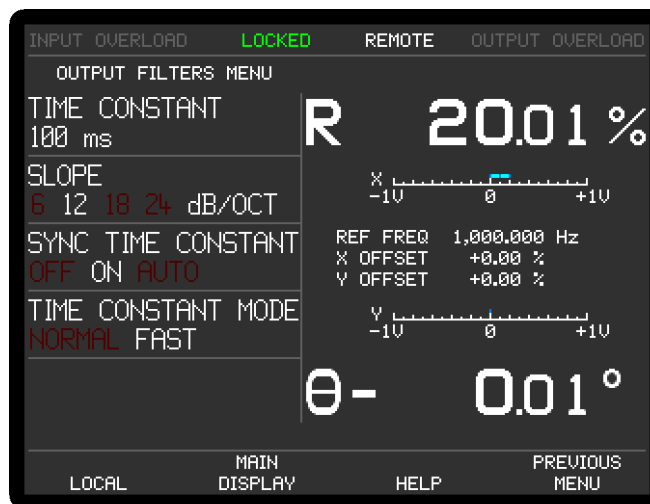 INPUT OVERLOAD LOCKED REMOTE OUTPUT OVERLOAD
OUTPUT FILTERS MENU
TIME CONSTANT
100 ms
SLOPE
6 12 18 24 dB/OCT
SYNC TIME CONSTANT
OFF ON AUTO
TIME CONSTANT MODE
NORMAL FAST
R 20.01 %
X
-1V 0 +1V
REF FREQ 1,000.000 Hz
X OFFSET +0.00 %
Y OFFSET +0.00 %
Y
-1V 0 +1V
θ- 0.01°
LOCAL
MAIN DISPLAY
HELP
PREVIOUS MENU